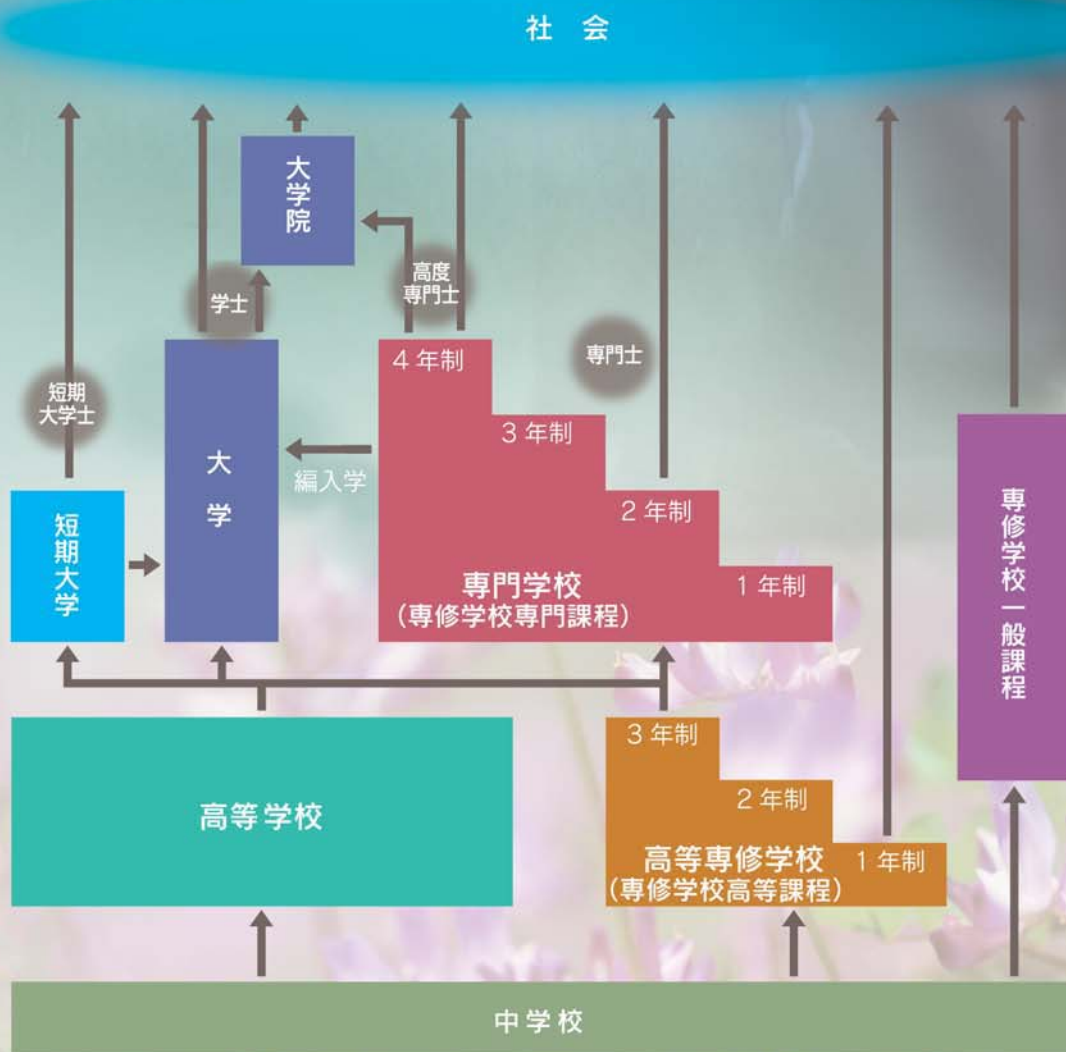 社 会
大学院
学士
高度
専門士
4 年制
専門士
短期
大学士
3 年制
大学
編入学
2 年制
短期大学
専門学校
(専修学校専門課程)
1 年制
専修学校一般課程
3 年制
高等学校
2 年制
高等専修学校
(専修学校高等課程)
1 年制
中学校